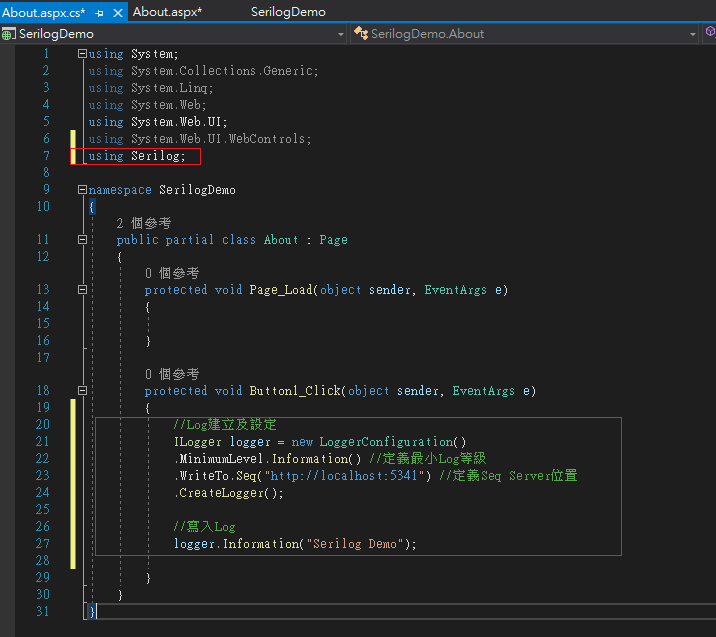 About.aspx.cs*
About.aspx*
SerilogDemo
SerilogDemo
SerilogDemo.About
1 using System;
2 using System.Collections.Generic;
3 using System.Linq;
4 using System.Web;
5 using System.Web.UI;
6 using System.Web.UI.WebControls;
7 using Serilog;
8
9 namespace SerilogDemo
10 {
2 個參考
11 public partial class About : Page
12 {
0 個參考
13 protected void Page_Load(object sender, EventArgs e)
14 {
15
16 }
17
0 個參考
18 protected void Button1_Click(object sender, EventArgs e)
19 {
20 //Log建立及設定
21 ILogger logger = new LoggerConfiguration()
22 .MinimumLevel.Information() //定義最小Log等級
23 .WriteTo.Seq("http://localhost:5341") //定義Seq Server位置
24 .CreateLogger();
25
26 //寫入Log
27 logger.Information("Serilog Demo");
28
29 }
30 }
31 }